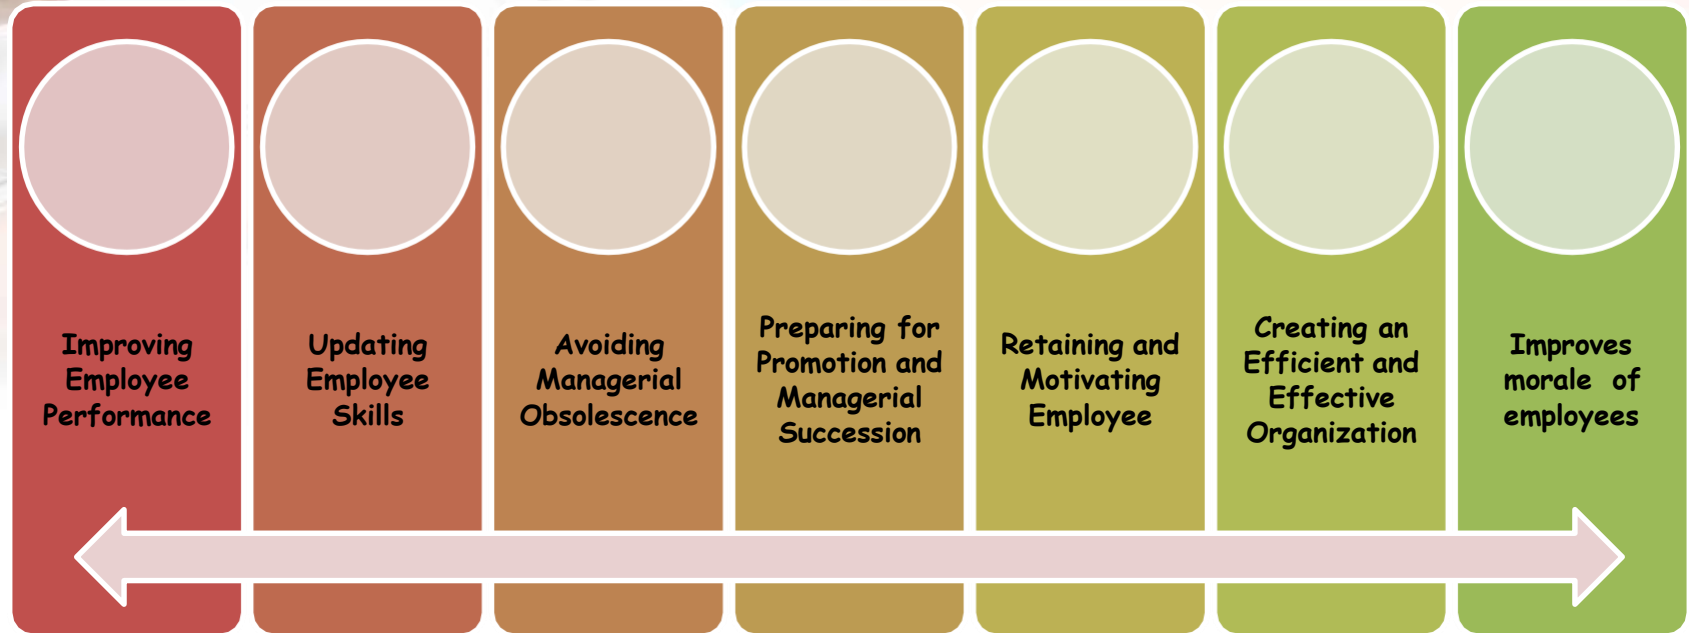 Improving
Employee
Performance
Updating
Employee
Skills
Avoiding
Managerial
Obsolescence
Preparing for
Promotion and
Managerial
Succession
Retaining and
Motivating
Employee
Creating an
Efficient and
Effective
Organization
Improves
morale of
employees